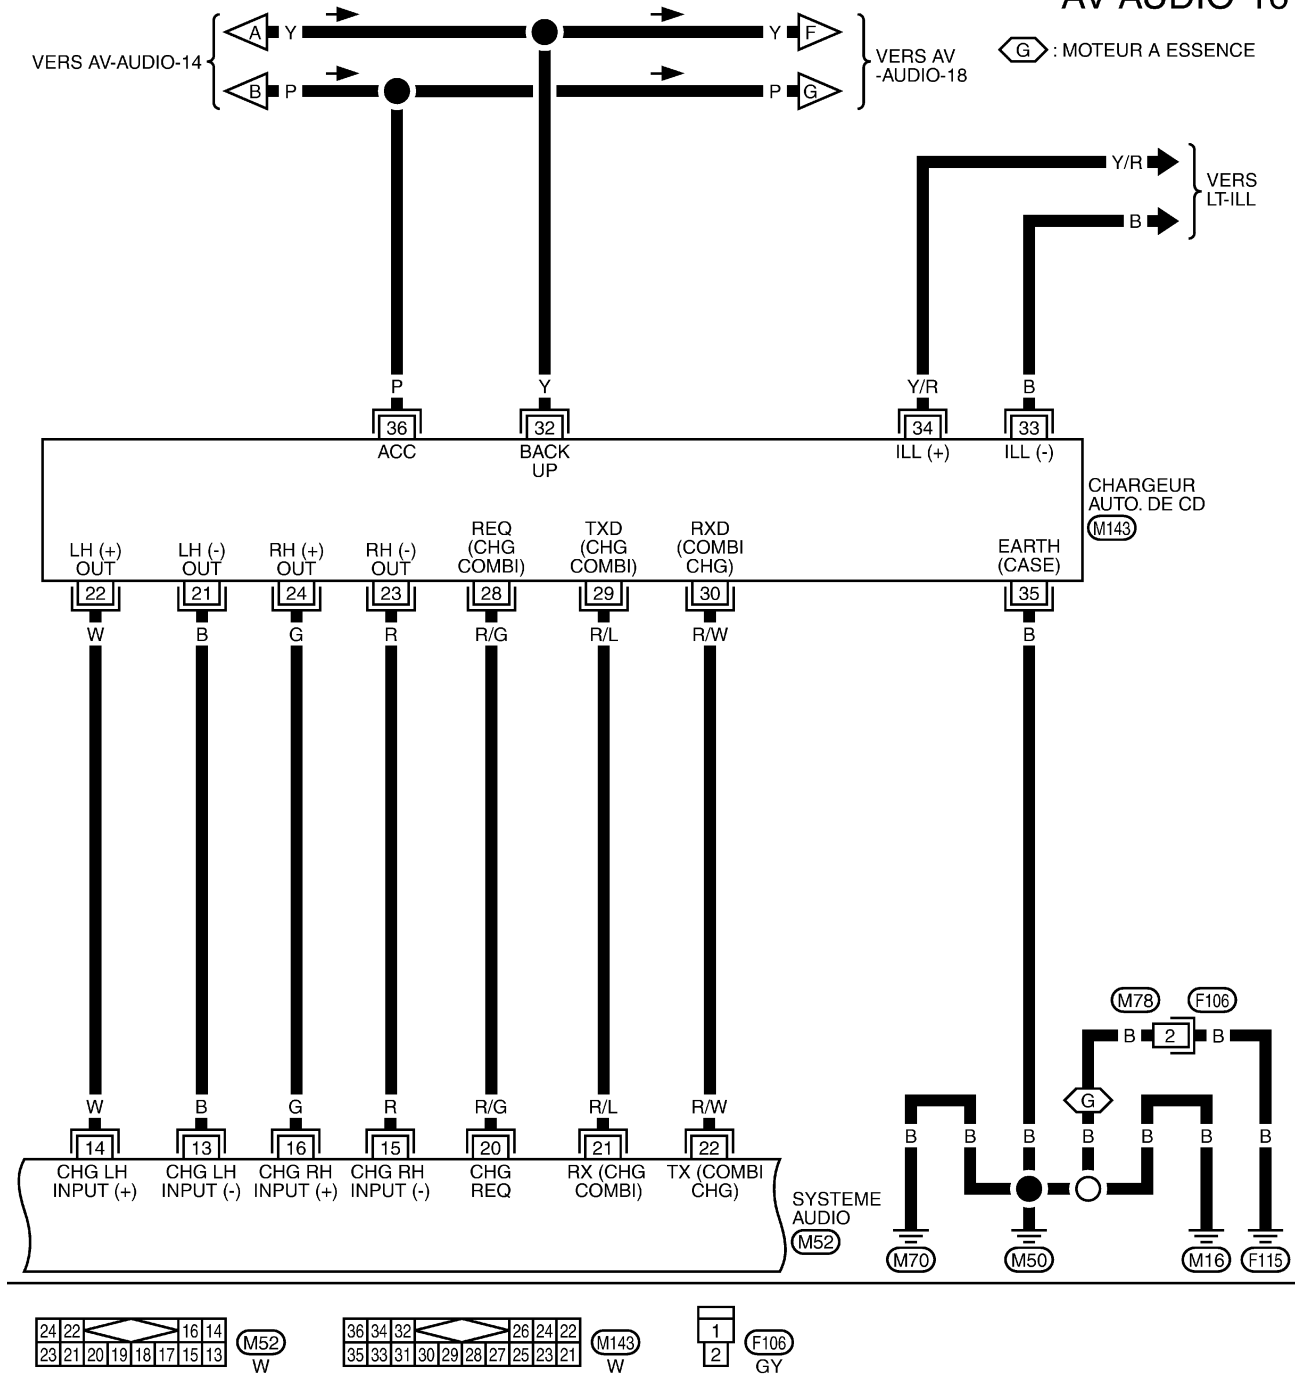 AV-AUDIO-16
A Y Y F
VERS AV-AUDIO-14
VERS AV
-AUDIO-18
B P P G
G : MOTEUR A ESSENCE
Y/R
B
VERS
LT-ILL
P Y Y/R B
36 32 34 33
ACC BACK
UP
ILL (+) ILL (-)
CHARGEUR
AUTO. DE CD
M143
LH (+)
OUT
LH (-)
OUT
RH (+)
OUT
RH (-)
OUT
REQ
(CHG
COMBI)
TXD
(CHG
COMBI)
RXD
(COMBI
CHG)
EARTH
(CASE)
22 21 24 23 28 29 30 35
W B G R R/G R/L R/W B
M78 F106
B 2 B
G
W B G R R/G R/L R/W
B B B B B B B
14 13 16 15 20 21 22
CHG LH
INPUT (+)
CHG LH
INPUT (-)
CHG RH
INPUT (+)
CHG RH
INPUT (-)
CHG
REQ
RX (CHG
COMBI)
TX (COMBI
CHG)
SYSTEME
AUDIO
M52
M70 M50 M16 F115
24 22 16 14
23 21 20 19 18 17 15 13
M52
W
36 34 32 26 24 22
35 33 31 30 29 28 27 25 23 21
M143
W
1
2
F106
GY